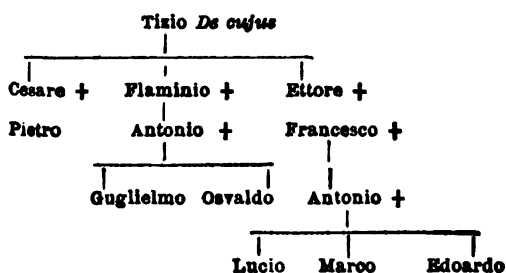 Tizio De cujus
Cesare + Flaminio + Ettore +
Pietro Antonio + Francesco +
Guglielmo Osvaldo Antonio +
Lucio Marco Edoardo